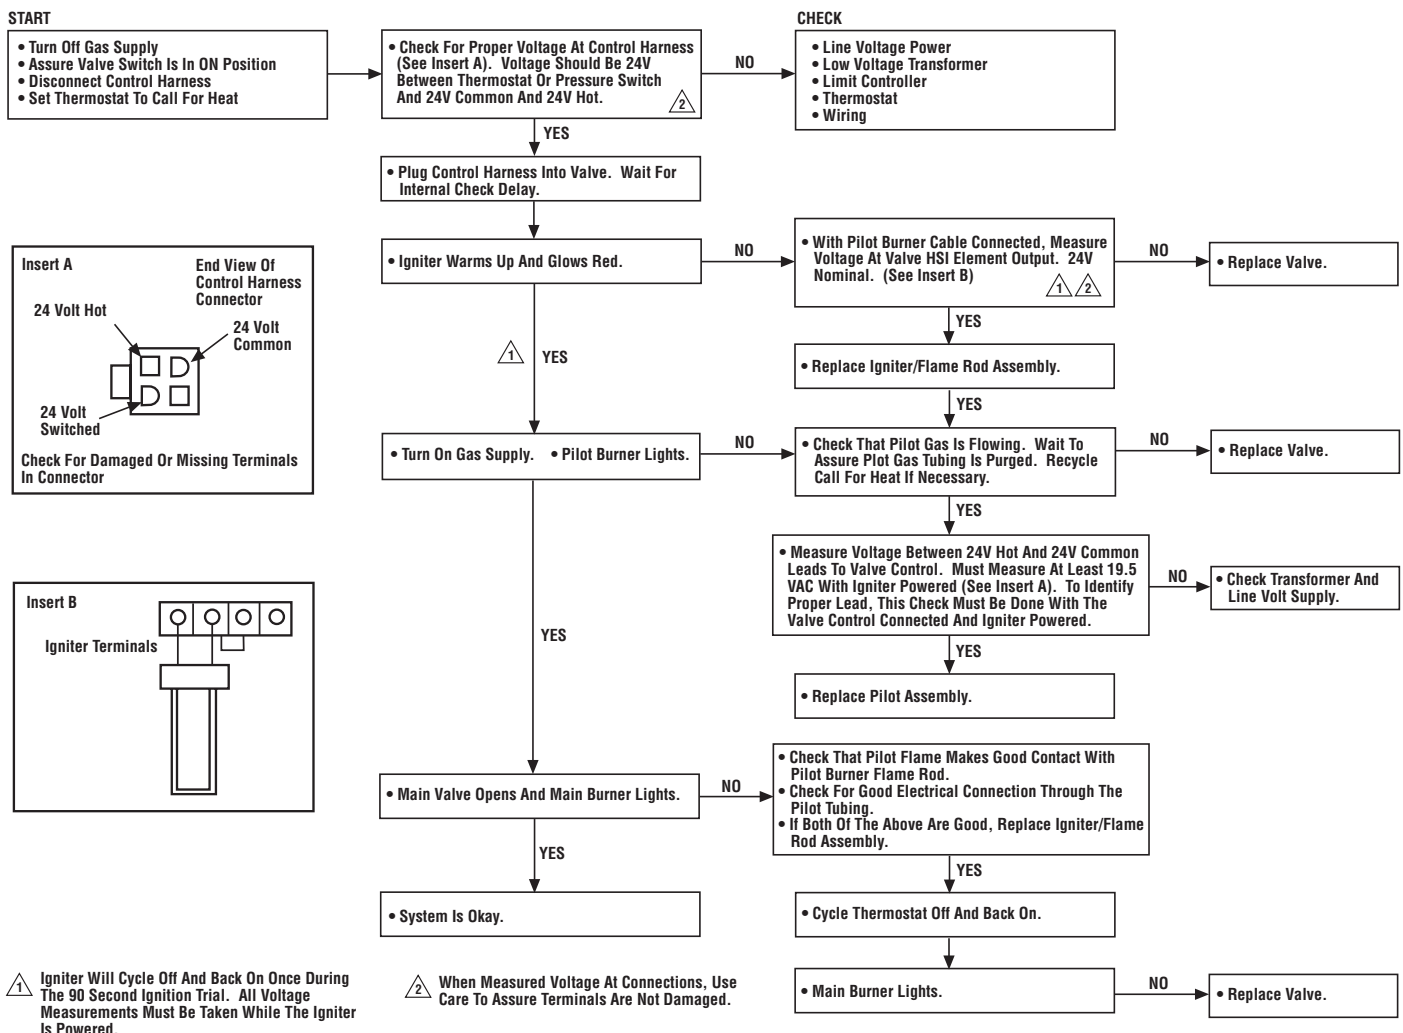 START
• Turn Off Gas Supply
• Assure Valve Switch Is In ON Position
• Disconnect Control Harness
• Set Thermostat To Call For Heat
• Check For Proper Voltage At Control Harness
(See Insert A). Voltage Should Be 24V
Between Thermostat Or Pressure Switch
And 24V Common And 24V Hot.
2
NO
CHECK
• Line Voltage Power
• Low Voltage Transformer
• Limit Controller
• Thermostat
• Wiring
YES
• Plug Control Harness Into Valve. Wait For
Internal Check Delay.
• Igniter Warms Up And Glows Red.
NO
• With Pilot Burner Cable Connected, Measure
Voltage At Valve HSI Element Output. 24V
Nominal. (See Insert B)
1 2
NO
• Replace Valve.
YES
• Replace Igniter/Flame Rod Assembly.
YES
1
YES
Insert A
End View Of
Control Harness
Connector
24 Volt Hot
24 Volt
Common
24 Volt
Switched
Check For Damaged Or Missing Terminals
In Connector
• Turn On Gas Supply. • Pilot Burner Lights.
NO
• Check That Pilot Gas Is Flowing. Wait To
Assure Plot Gas Tubing Is Purged. Recycle
Call For Heat If Necessary.
NO
• Replace Valve.
YES
• Measure Voltage Between 24V Hot And 24V Common
Leads To Valve Control. Must Measure At Least 19.5
VAC With Igniter Powered (See Insert A). To Identify
Proper Lead, This Check Must Be Done With The
Valve Control Connected And Igniter Powered.
NO
• Check Transformer And
Line Volt Supply.
YES
• Replace Pilot Assembly.
Insert B
Igniter Terminals
YES
• Main Valve Opens And Main Burner Lights.
NO
• Check That Pilot Flame Makes Good Contact With
Pilot Burner Flame Rod.
• Check For Good Electrical Connection Through The
Pilot Tubing.
• If Both Of The Above Are Good, Replace Igniter/Flame
Rod Assembly.
YES
• System Is Okay.
YES
• Cycle Thermostat Off And Back On.
• Main Burner Lights.
NO
• Replace Valve.
1
Igniter Will Cycle Off And Back On Once During
The 90 Second Ignition Trial. All Voltage
Measurements Must Be Taken While The Igniter
Is Powered.
2
When Measured Voltage At Connections, Use
Care To Assure Terminals Are Not Damaged.